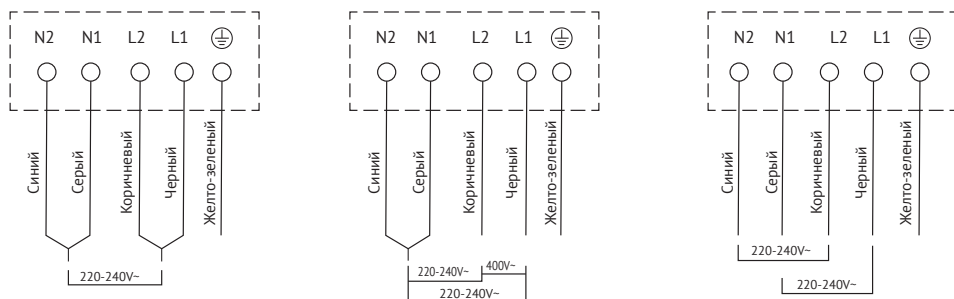 N2 N1 L2 L1
Синий
Серый
Коричневый
Черный
Желто-зеленый
220-240V~
N2 N1 L2 L1
Синий
Серый
Коричневый
Черный
Желто-зеленый
220-240V~
400V~
220-240V~
N2 N1 L2 L1
Синий
Серый
Коричневый
Черный
Желто-зеленый
220-240V~
220-240V~